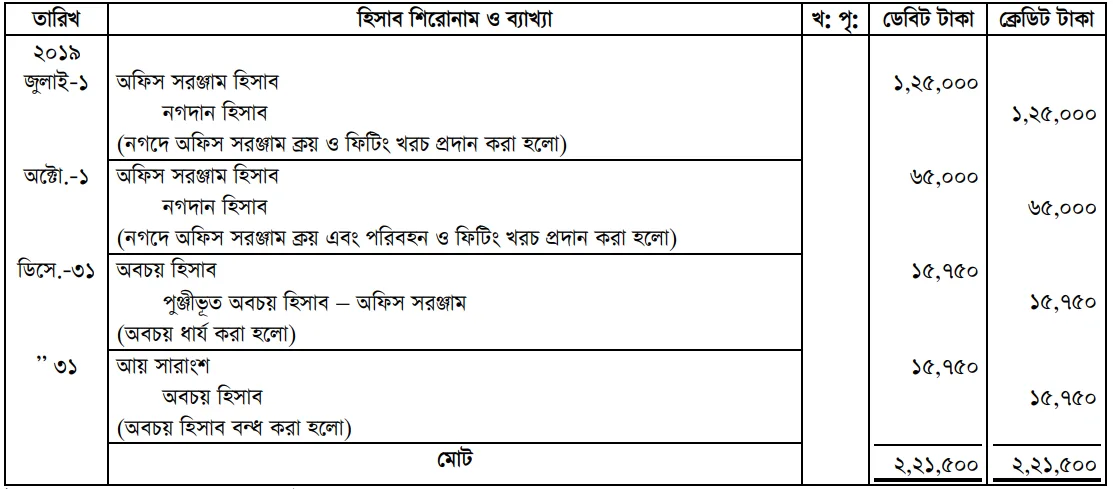 তারিখ হিসাব শিরোনাম ও ব্যাখ্যা খ: পৃ: ডেবিট টাকা ক্রেডিট টাকা
২০১৯
জুলাই-১ অফিস সরঞ্জাম হিসাব ১,২৫,০০০
নগদান হিসাব ১,২৫,০০০
(নগদে অফিস সরঞ্জাম ক্রয় ও ফিটিং খরচ প্রদান করা হলো)
অক্টো.-১ অফিস সরঞ্জাম হিসাব ৬৫,০০০
নগদান হিসাব ৬৫,০০০
(নগদে অফিস সরঞ্জাম ক্রয় এবং পরিবহন ও ফিটিং খরচ প্রদান করা হলো)
ডিসে.-৩১ অবচয় হিসাব ১৫,৭৫০
পুঞ্জীভূত অবচয় হিসাব – অফিস সরঞ্জাম ১৫,৭৫০
(অবচয় ধার্য করা হলো)
” ৩১ আয় সারাংশ ১৫,৭৫০
অবচয় হিসাব ১৫,৭৫০
(অবচয় হিসাব বন্ধ করা হলো)
মোট ২,২১,৫০০ ২,২১,৫০০